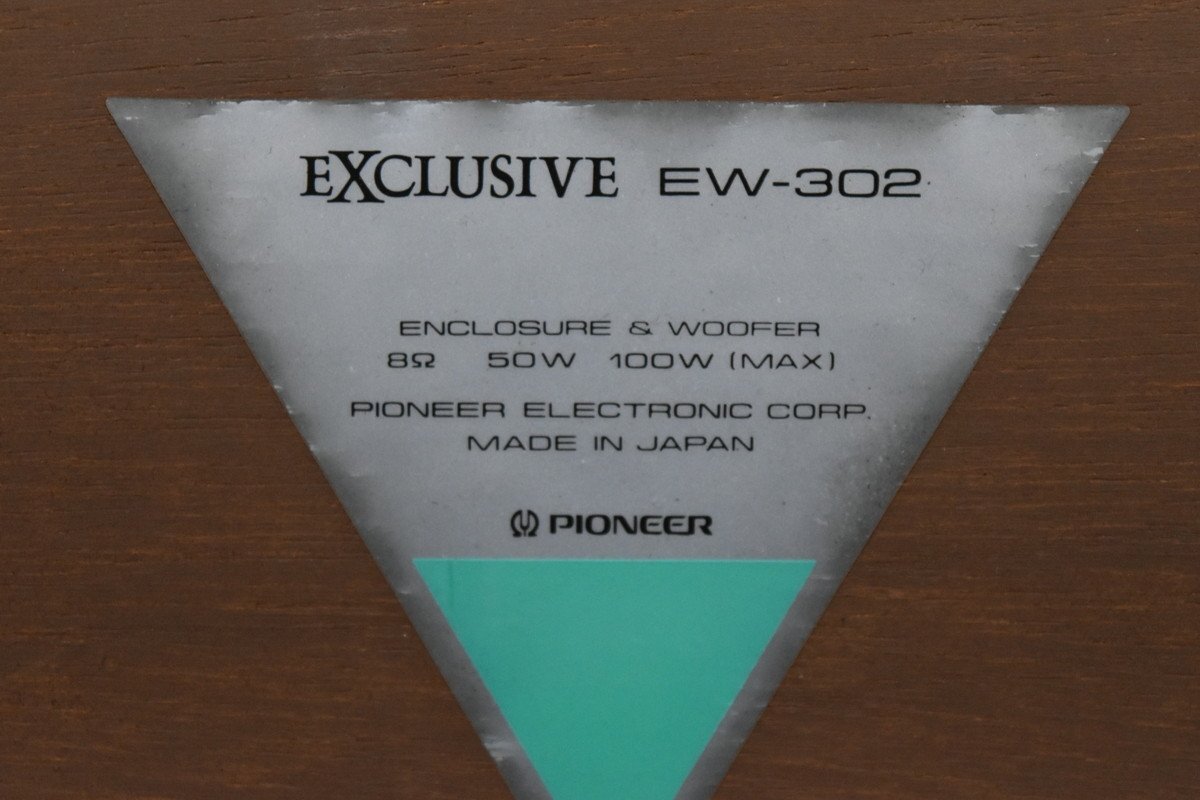 EXCLUSIVE EW-302
ENCLOSURE & WOOFER
8Ω 50W 100W (MAX)
PIONEER ELECTRONIC CORP.
MADE IN JAPAN
PIONEER